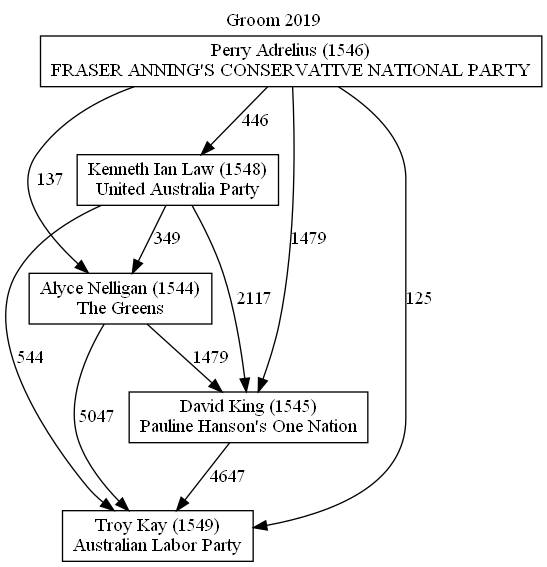 Groom 2019
Perry Adrelius (1546)
FRASER ANNING'S CONSERVATIVE NATIONAL PARTY
446
Kenneth Ian Law (1548)
United Australia Party
137
349
1479
2117
125
Alyce Nelligan (1544)
The Greens
544
1479
5047
David King (1545)
Pauline Hanson's One Nation
4647
Troy Kay (1549)
Australian Labor Party